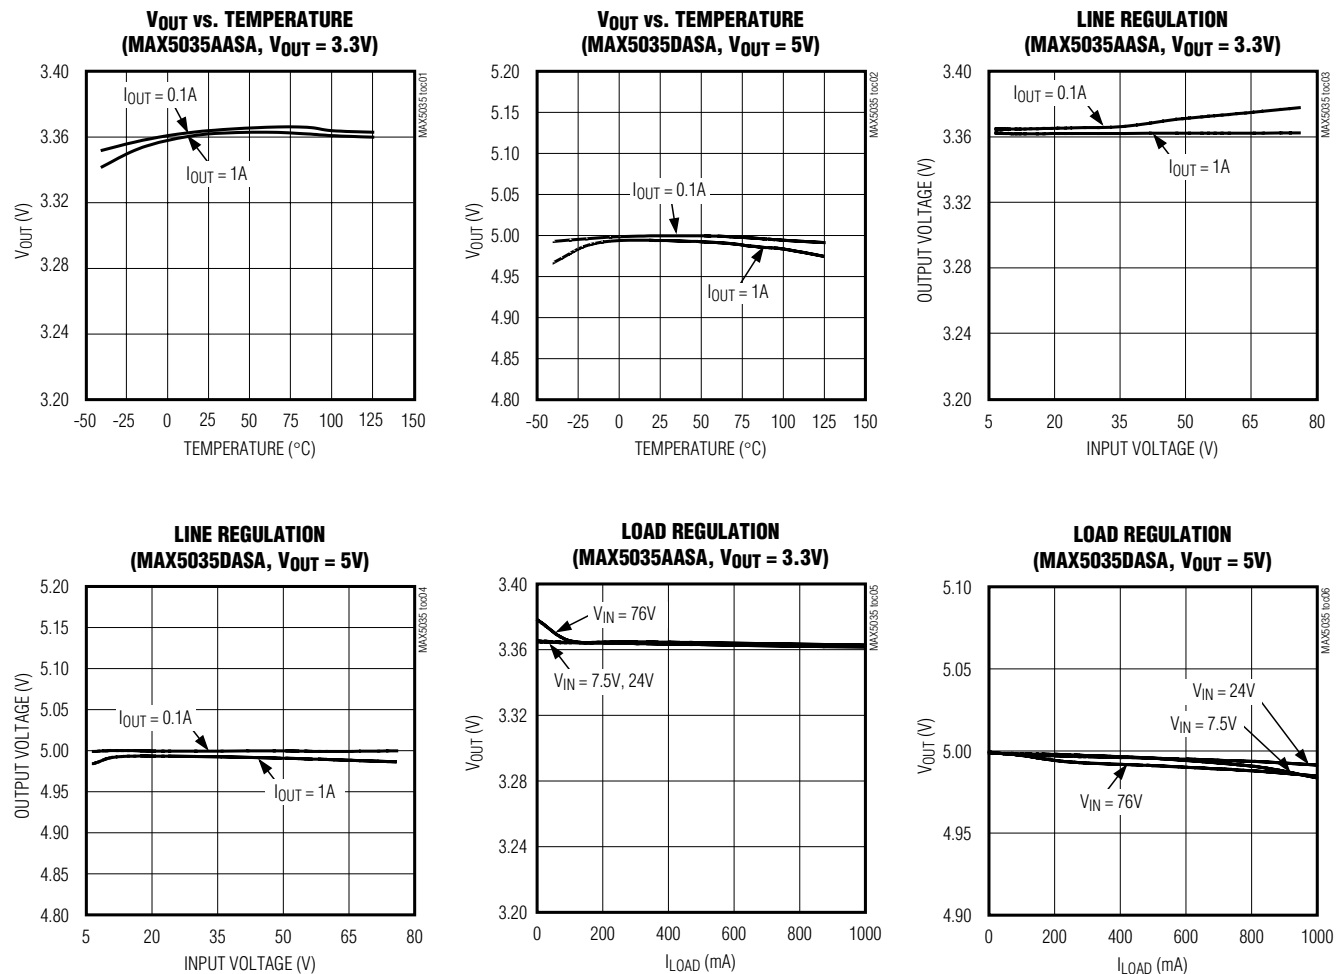 VOUT vs. TEMPERATURE
(MAX5035AASA, VOUT = 3.3V)
3.40
3.36
3.32
3.28
3.24
3.20
VOUT (V)
-50 -25 0 25 50 75 100 125 150
TEMPERATURE (°C)
IOUT = 0.1A
IOUT = 1A
MAX5035 toc01
VOUT vs. TEMPERATURE
(MAX5035DASA, VOUT = 5V)
5.20
5.15
5.10
5.05
5.00
4.95
4.90
4.85
4.80
VOUT (V)
-50 -25 0 25 50 75 100 125 150
TEMPERATURE (°C)
IOUT = 0.1A
IOUT = 1A
MAX5035 toc02
LINE REGULATION
(MAX5035AASA, VOUT = 3.3V)
3.40
3.36
3.32
3.28
3.24
3.20
OUTPUT VOLTAGE (V)
5 20 35 50 65 80
INPUT VOLTAGE (V)
IOUT = 0.1A
IOUT = 1A
MAX5035 toc03
LINE REGULATION
(MAX5035DASA, VOUT = 5V)
5.20
5.15
5.10
5.05
5.00
4.95
4.90
4.85
4.80
OUTPUT VOLTAGE (V)
5 20 35 50 65 80
INPUT VOLTAGE (V)
IOUT = 0.1A
IOUT = 1A
MAX5035 toc04
LOAD REGULATION
(MAX5035AASA, VOUT = 3.3V)
3.40
3.36
3.32
3.28
3.24
3.20
VOUT (V)
0 200 400 600 800 1000
ILOAD (mA)
VIN = 76V
VIN = 7.5V, 24V
MAX5035 toc05
LOAD REGULATION
(MAX5035DASA, VOUT = 5V)
5.10
5.05
5.00
4.95
4.90
VOUT (V)
0 200 400 600 800 1000
ILOAD (mA)
VIN = 24V
VIN = 7.5V
VIN = 76V
MAX5035 toc06